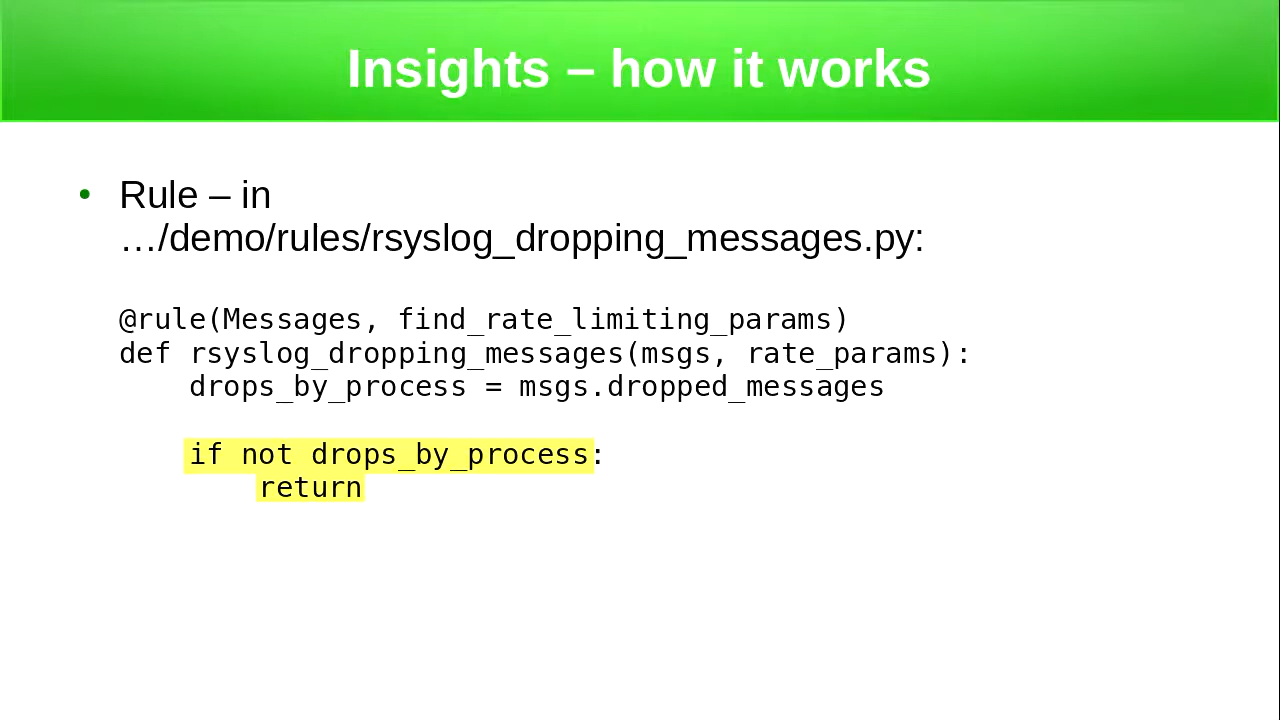 Insights – how it works
• Rule – in
…/demo/rules/rsyslog_dropping_messages.py:
@rule(Messages, find_rate_limiting_params)
def rsyslog_dropping_messages(msgs, rate_params):
    drops_by_process = msgs.dropped_messages
    if not drops_by_process:
        return